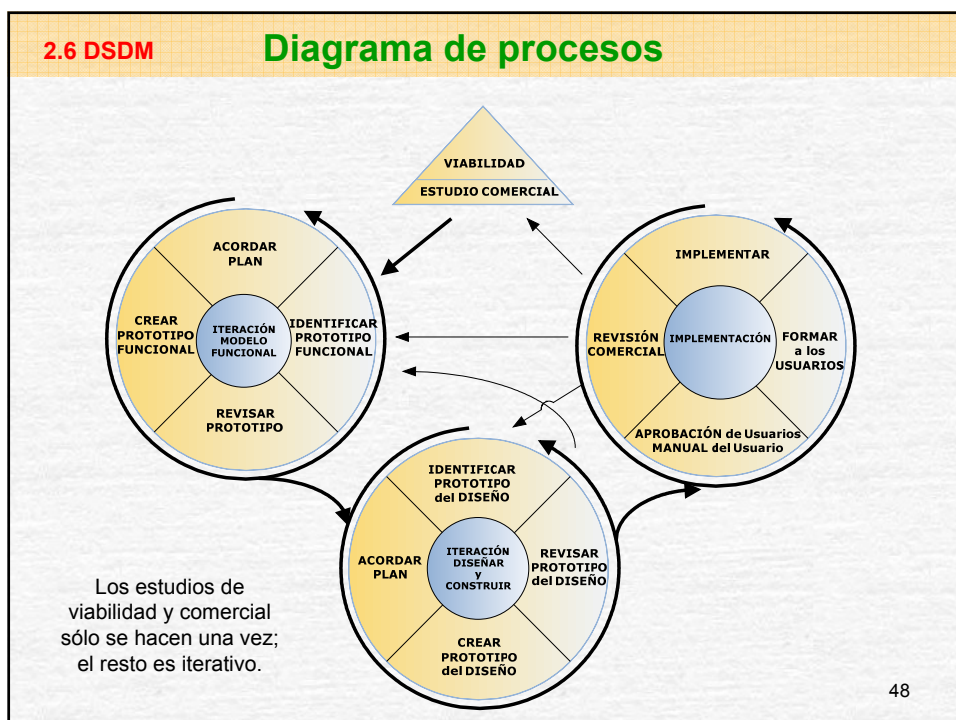 2.6 DSDM
Diagrama de procesos
VIABILIDAD
ESTUDIO COMERCIAL
ACORDAR
PLAN
CREAR
PROTOTIPO
FUNCIONAL
ITERACIÓN
MODELO
FUNCIONAL
IDENTIFICAR
PROTOTIPO
FUNCIONAL
REVISAR
PROTOTIPO
IMPLEMENTAR
REVISIÓN
COMERCIAL
IMPLEMENTACIÓN
FORMAR
a los
USUARIOS
APROBACIÓN de Usuarios
MANUAL del Usuario
IDENTIFICAR
PROTOTIPO
del DISEÑO
ACORDAR
PLAN
ITERACIÓN
DISEÑAR
y
CONSTRUIR
REVISAR
PROTOTIPO
del DISEÑO
CREAR
PROTOTIPO
del DISEÑO
Los estudios de
viabilidad y comercial
sólo se hacen una vez;
el resto es iterativo.
48